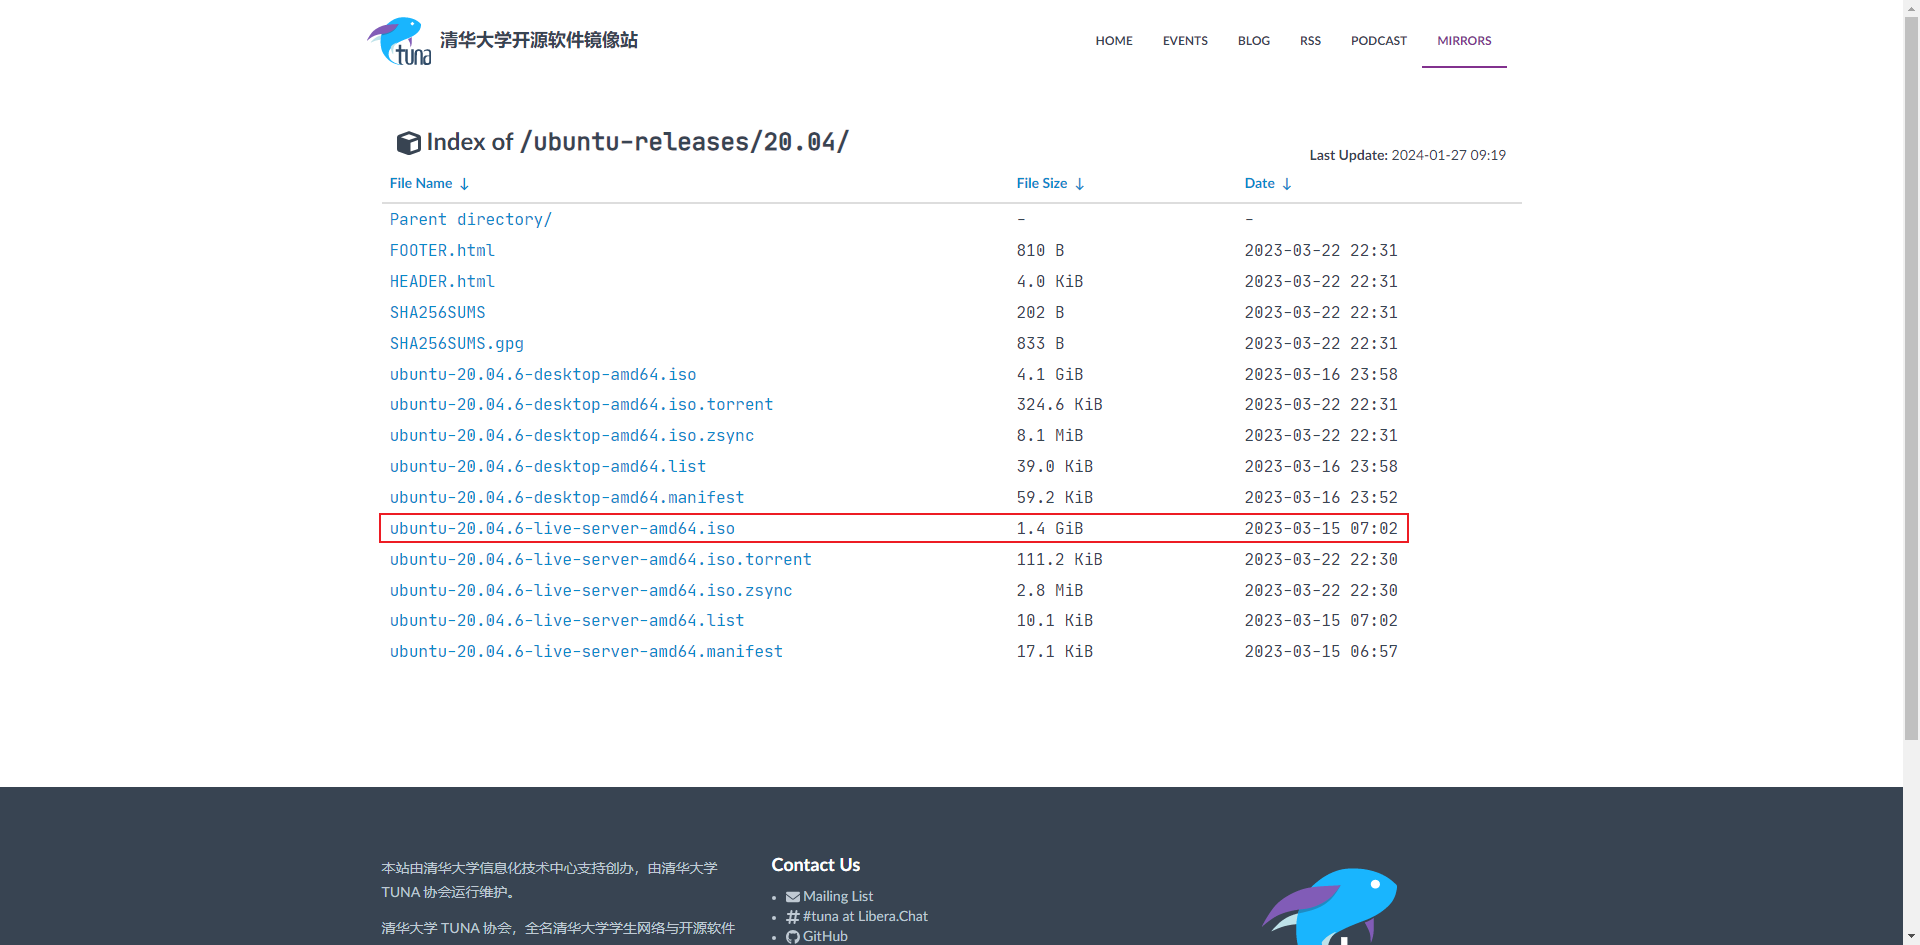 tuna 清华大学开源软件镜像站 HOME EVENTS BLOG RSS PODCAST MIRRORS
Index of /ubuntu-releases/20.04/
Last Update: 2024-01-27 09:19
File Name ↓ File Size ↓ Date ↓
Parent directory/ - -
FOOTER.html 810 B 2023-03-22 22:31
HEADER.html 4.0 KiB 2023-03-22 22:31
SHA256SUMS 202 B 2023-03-22 22:31
SHA256SUMS.gpg 833 B 2023-03-22 22:31
ubuntu-20.04.6-desktop-amd64.iso 4.1 GiB 2023-03-16 23:58
ubuntu-20.04.6-desktop-amd64.iso.torrent 324.6 KiB 2023-03-22 22:31
ubuntu-20.04.6-desktop-amd64.iso.zsync 8.1 MiB 2023-03-22 22:31
ubuntu-20.04.6-desktop-amd64.list 39.0 KiB 2023-03-16 23:58
ubuntu-20.04.6-desktop-amd64.manifest 59.2 KiB 2023-03-16 23:52
ubuntu-20.04.6-live-server-amd64.iso 1.4 GiB 2023-03-15 07:02
ubuntu-20.04.6-live-server-amd64.iso.torrent 111.2 KiB 2023-03-22 22:30
ubuntu-20.04.6-live-server-amd64.iso.zsync 2.8 MiB 2023-03-22 22:30
ubuntu-20.04.6-live-server-amd64.list 10.1 KiB 2023-03-15 07:02
ubuntu-20.04.6-live-server-amd64.manifest 17.1 KiB 2023-03-15 06:57
本站由清华大学信息化技术中心支持创办，由清华大学
TUNA 协会运行维护。
清华大学 TUNA 协会，全名清华大学学生网络与开源软件
Contact Us
Mailing List
#tuna at Libera.Chat
GitHub